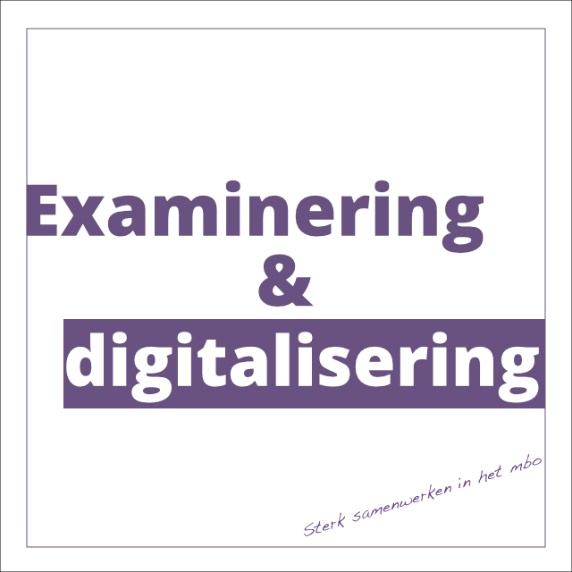 Examinering
&
digitalisering
Sterk samenwerken in het mbo